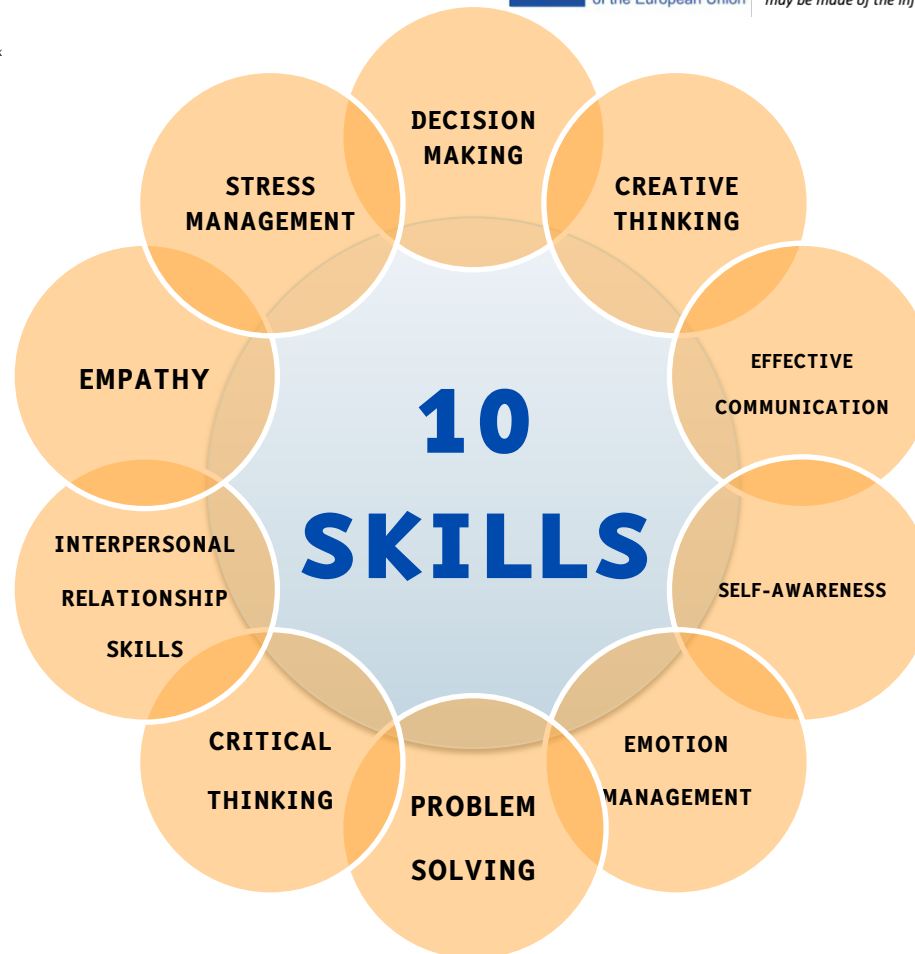 of the European Union
may be made of the inf
DECISION
MAKING
CREATIVE
THINKING
EFFECTIVE
COMMUNICATION
SELF-AWARENESS
EMOTION
MANAGEMENT
PROBLEM
SOLVING
CRITICAL
THINKING
INTERPERSONAL
RELATIONSHIP
SKILLS
EMPATHY
STRESS
MANAGEMENT
10
SKILLS